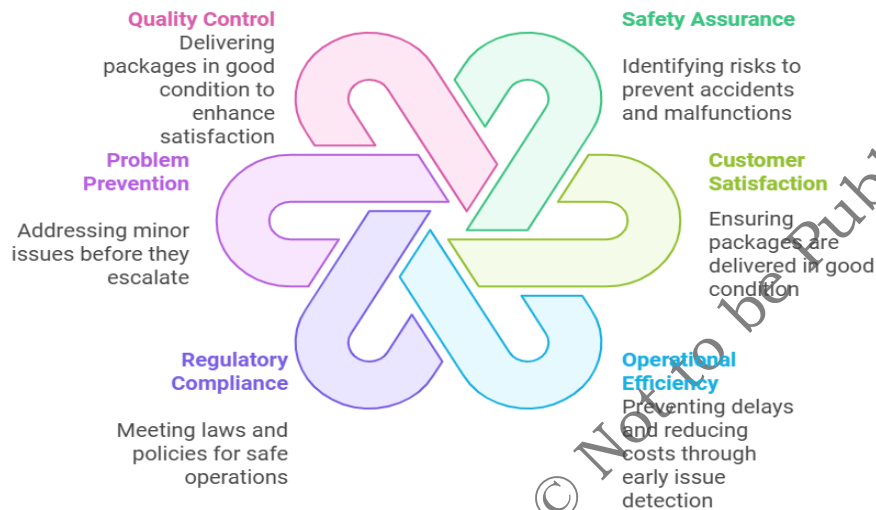 Quality Control
Delivering
packages in good
condition to
enhance
satisfaction
Safety Assurance
Identifying risks to
prevent accidents
and malfunctions
Problem
Prevention
Addressing minor
issues before they
escalate
Customer
Satisfaction
Ensuring
packages are
delivered in good
condition
Regulatory
Compliance
Meeting laws and
policies for safe
operations
Operational
Efficiency
Preventing delays
and reducing
costs through
early issue
detection
© Not to be